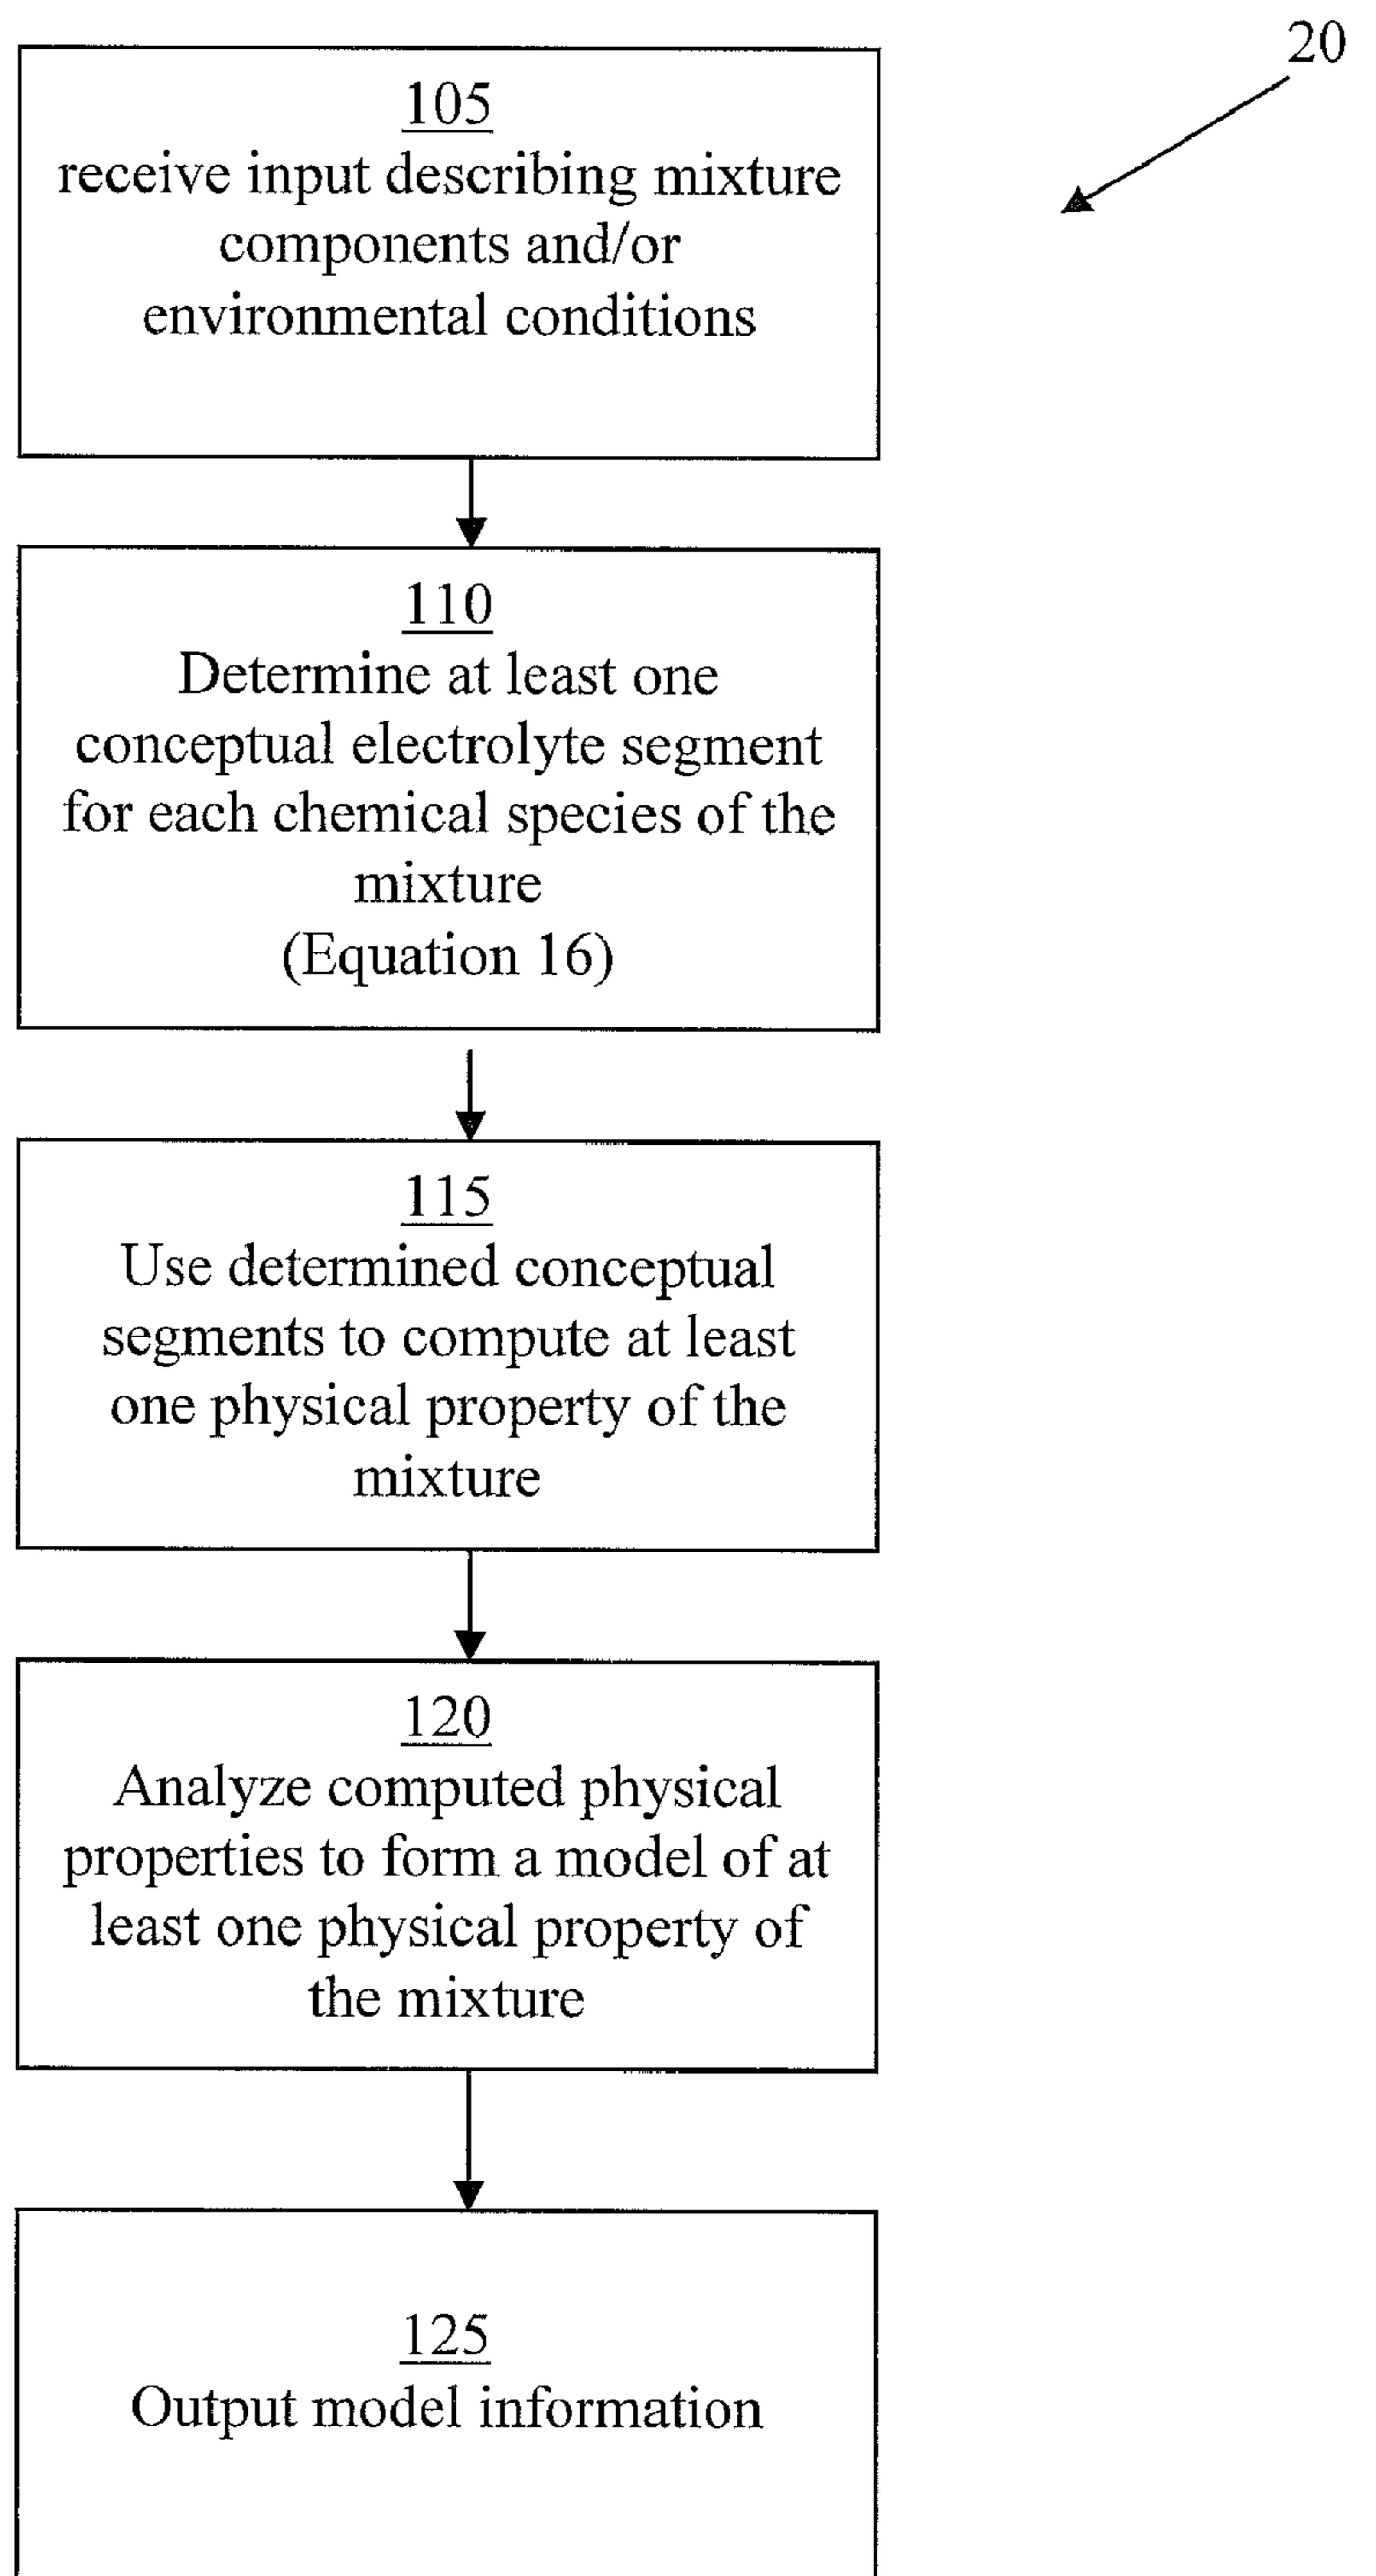 20
105
receive input describing mixture
components and/or
environmental conditions
110
Determine at least one
conceptual electrolyte segment
for each chemical species of the
mixture
(Equation 16)
115
Use determined conceptual
segments to compute at least
one physical property of the
mixture
120
Analyze computed physical
properties to form a model of at
least one physical property of
the mixture
125
Output model information